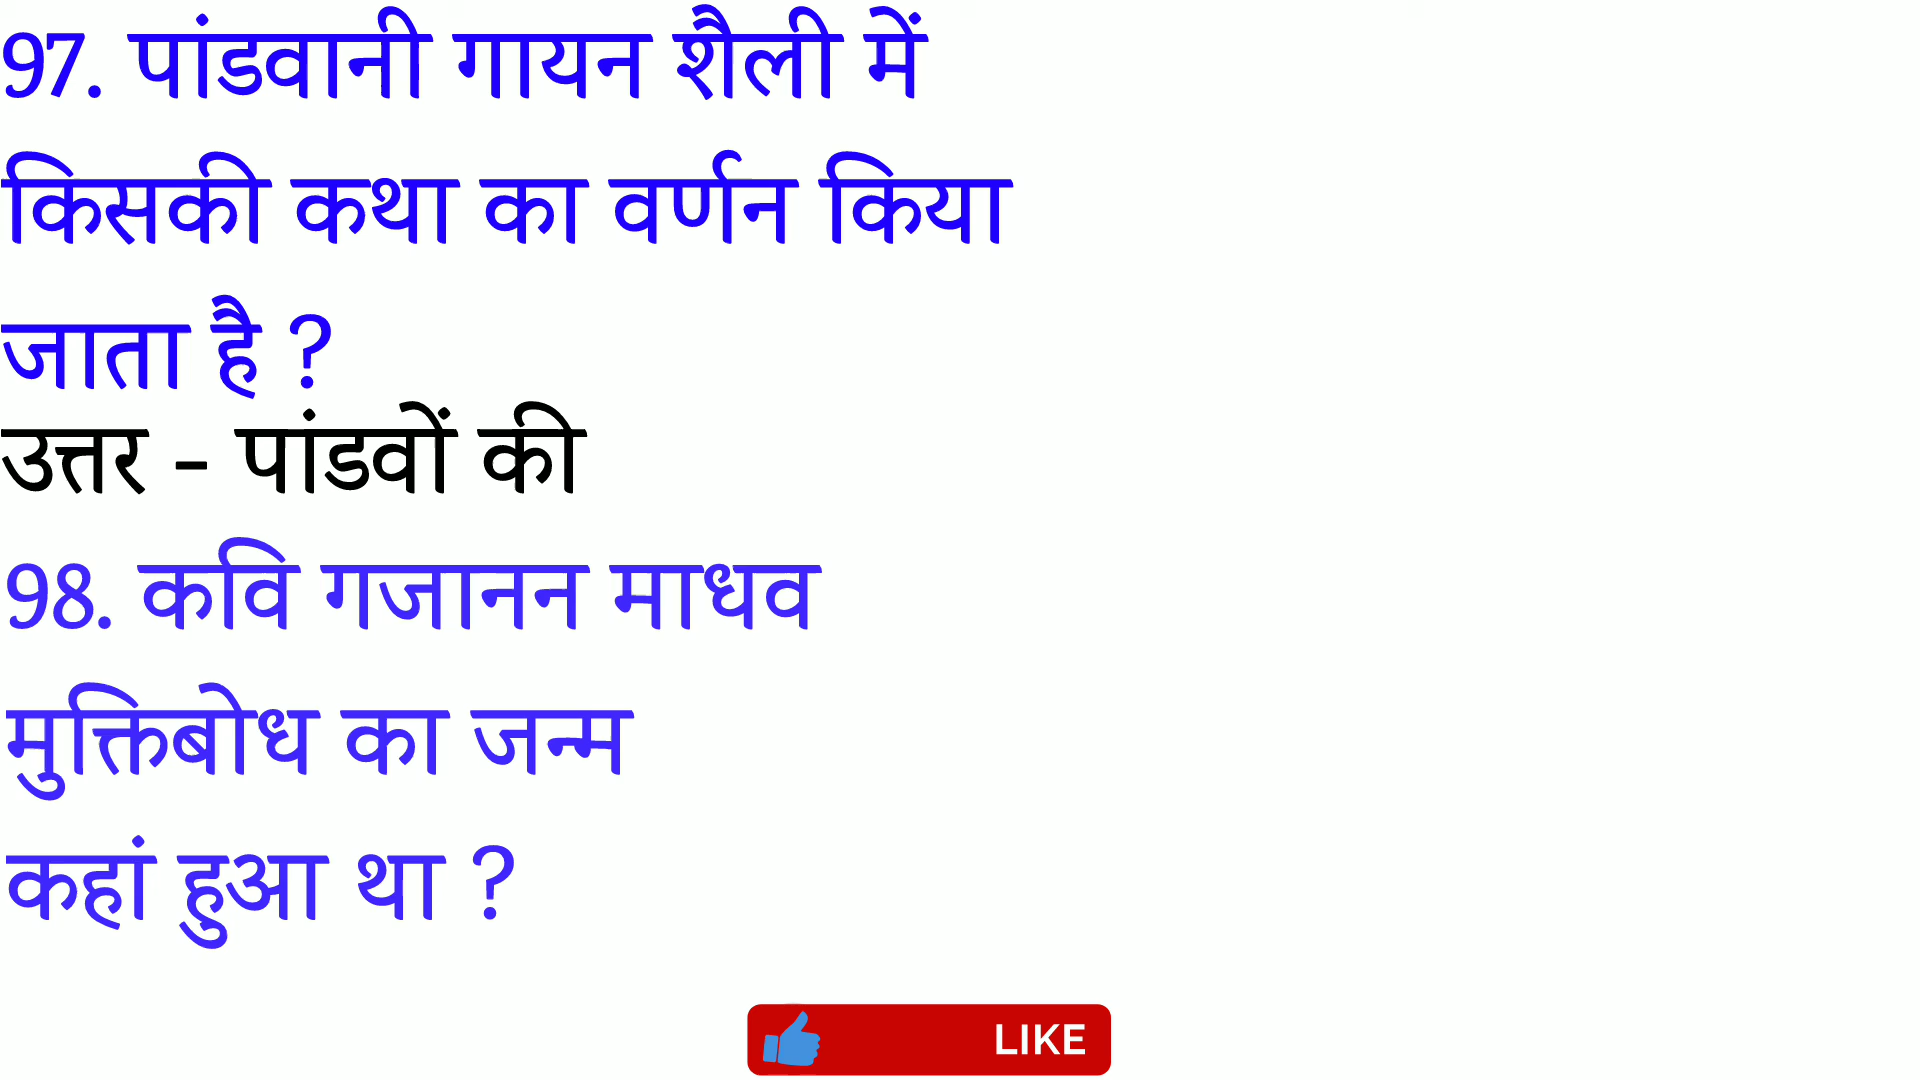 97. पांडवानी गायन शैली में
किसकी कथा का वर्णन किया
जाता है ?
उत्तर - पांडवों की
98. कवि गजानन माधव
मुक्तिबोध का जन्म
कहां हुआ था ?
LIKE